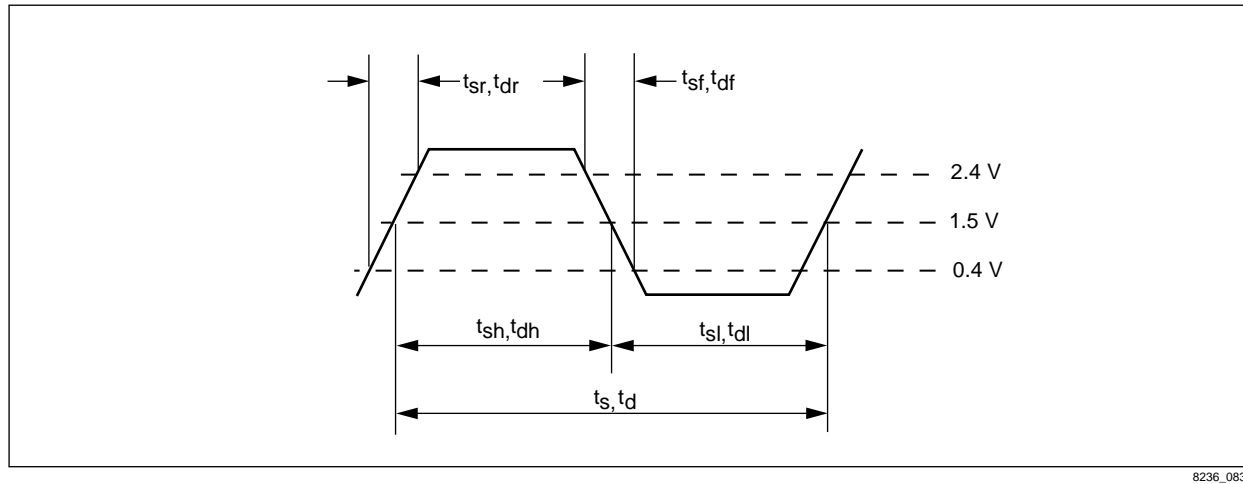 tsr,tdr
tsf,tdf
2.4 V
1.5 V
0.4 V
tsh,tdh
tsl,tdl
ts,td
8236_083